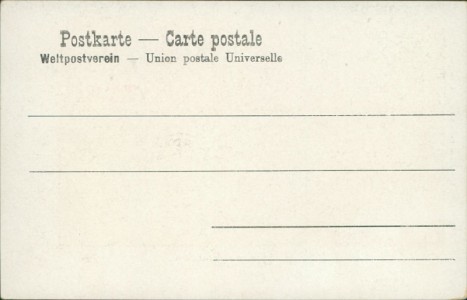 Postkarte — Carte postale
Weltpostverein — Union postale Universelle